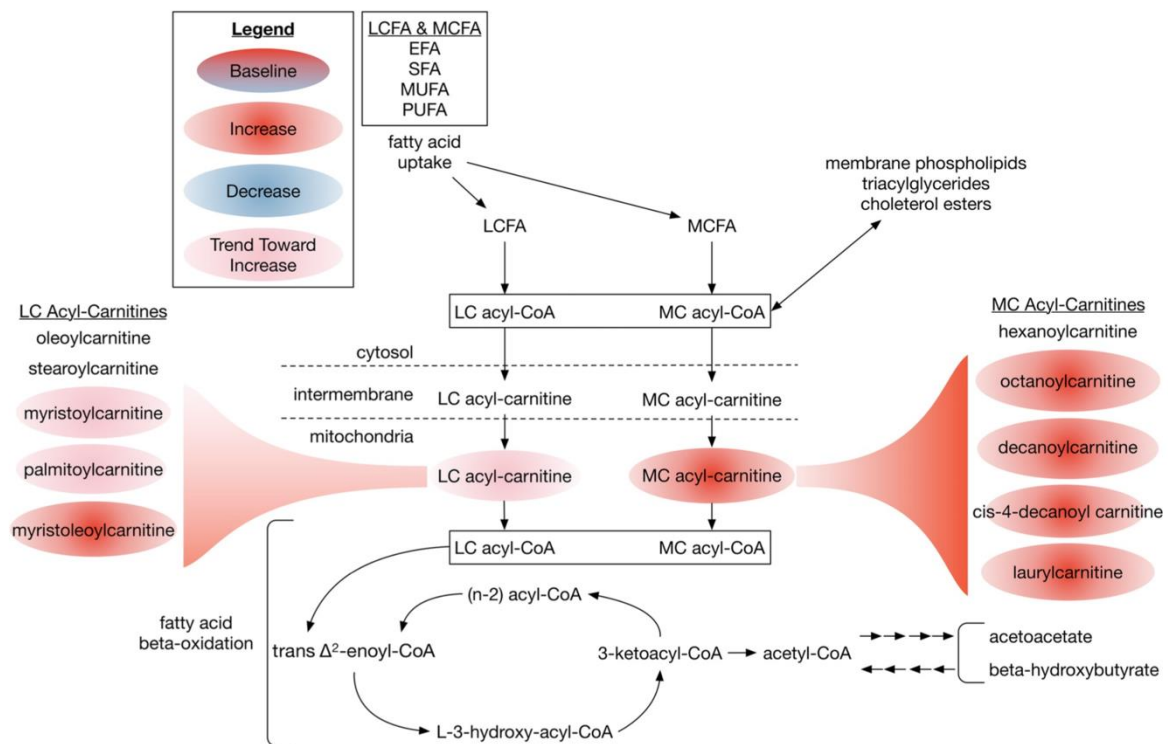 Legend
Baseline
Increase
Decrease
Trend Toward
Increase
LCFA & MCFA
EFA
SFA
MUFA
PUFA
fatty acid
uptake
LCFA
MCFA
membrane phospholipids
triacylglycerides
choleterol esters
LC acyl-CoA
MC acyl-CoA
cytosol
intermembrane
LC acyl-carnitine
MC acyl-carnitine
mitochondria
LC acyl-carnitine
MC acyl-carnitine
LC acyl-CoA
MC acyl-CoA
LC Acyl-Carnitines
oleoylcarnitine
stearoylcarnitine
myristoylcarnitine
palmitoylcarnitine
myristoleoylcarnitine
MC Acyl-Carnitines
hexanoylcarnitine
octanoylcarnitine
decanoylcarnitine
cis-4-decanoyl carnitine
laurylcarnitine
fatty acid
beta-oxidation
(n-2) acyl-CoA
trans Δ²-enoyl-CoA
3-ketoacyl-CoA
acetyl-CoA
L-3-hydroxy-acyl-CoA
acetoacetate
beta-hydroxybutyrate